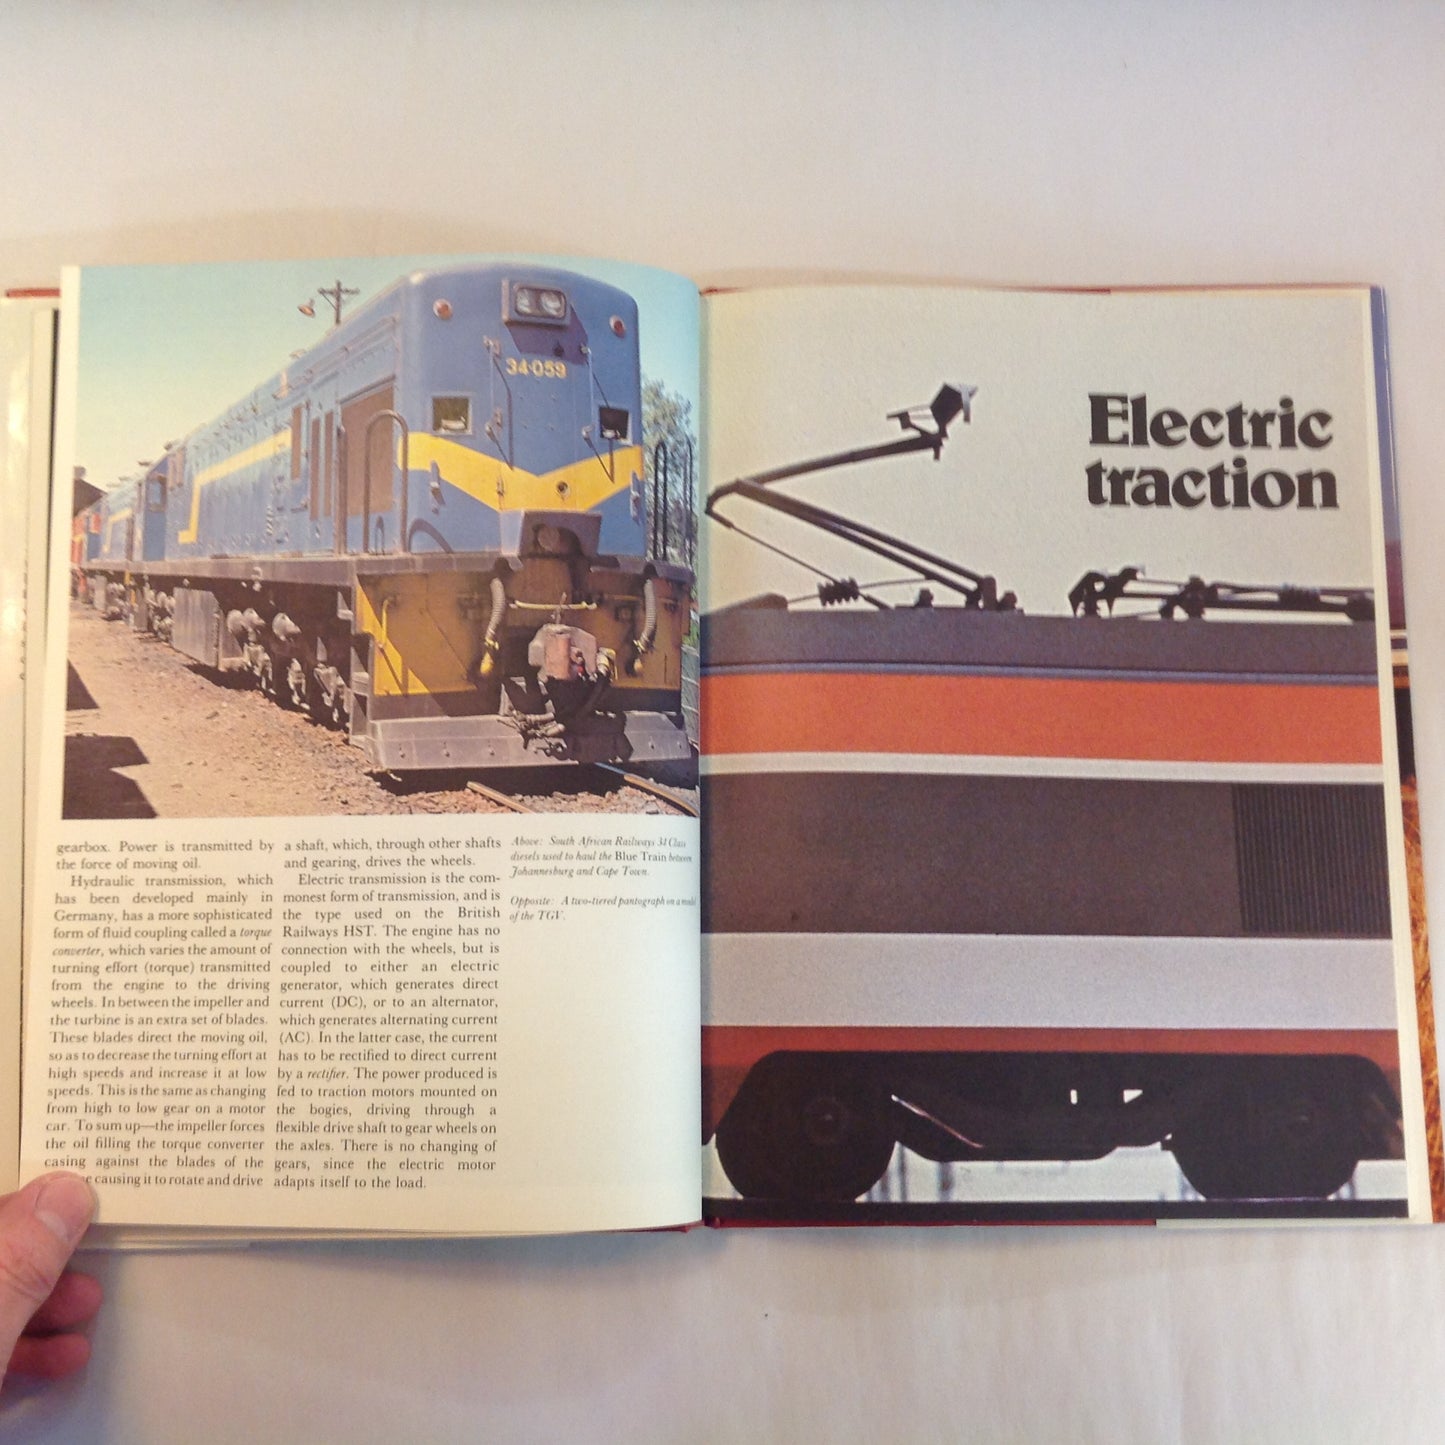 34·059
gearbox. Power is transmitted by
the force of moving oil.
Hydraulic transmission, which
has been developed mainly in
Germany, has a more sophisticated
form of fluid coupling called a torque
converter, which varies the amount of
turning effort (torque) transmitted
from the engine to the driving
wheels. In between the impeller and
the turbine is an extra set of blades.
These blades direct the moving oil,
so as to decrease the turning effort at
high speeds and increase it at low
speeds. This is the same as changing
from high to low gear on a motor
car. To sum up—the impeller forces
the oil filling the torque converter
casing against the blades of the
causing it to rotate and drive
a shaft, which, through other shafts
and gearing, drives the wheels.
Electric transmission is the com-
monest form of transmission, and is
the type used on the British
Railways HST. The engine has no
connection with the wheels, but is
coupled to either an electric
generator, which generates direct
current (DC), or to an alternator,
which generates alternating current
(AC). In the latter case, the current
has to be rectified to direct current
by a rectifier. The power produced is
fed to traction motors mounted on
the bogies, driving through a
flexible drive shaft to gear wheels on
the axles. There is no changing of
gears, since the electric motor
adapts itself to the load.
Above: South African Railways 34 Class
diesels used to haul the Blue Train between
Johannesburg and Cape Town.
Opposite: A two-tiered pantograph on a model
of the TGV.
Electric
traction